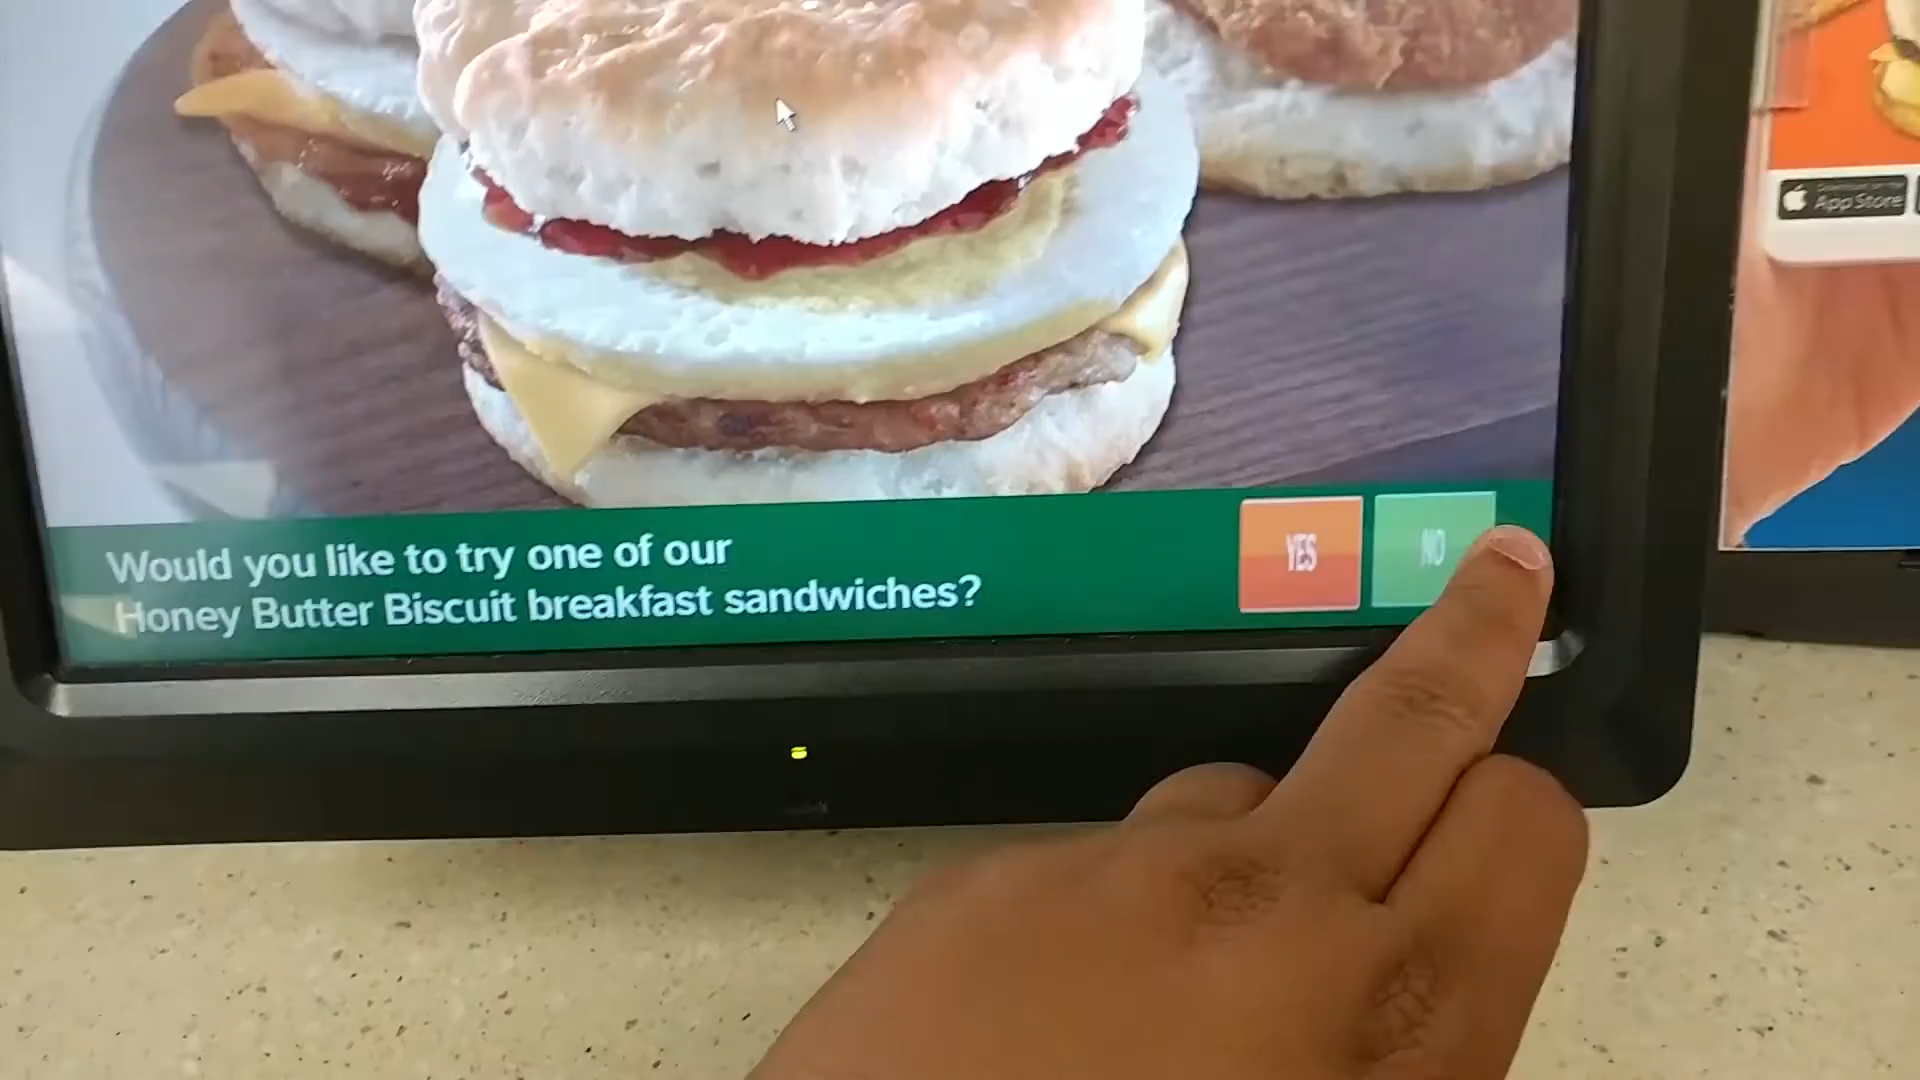 Would you like to try one of our
Honey Butter Biscuit breakfast sandwiches?
YES
NO
App Store